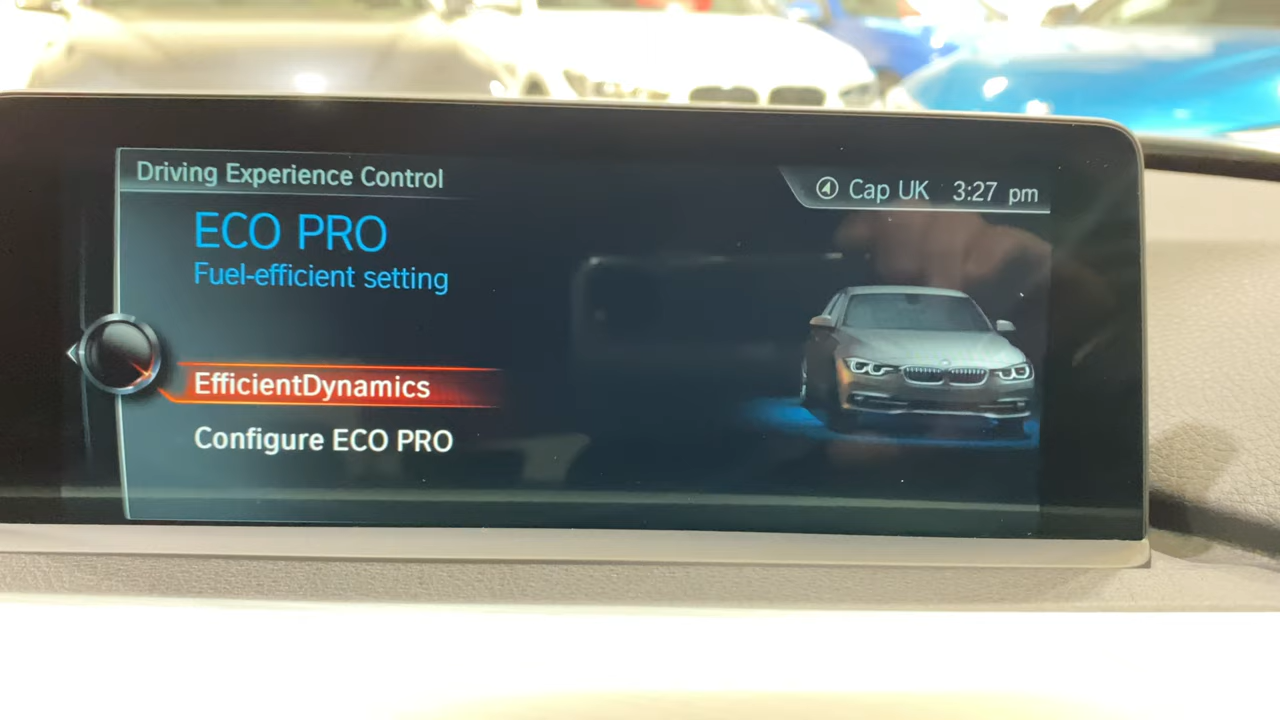 Driving Experience Control
Cap UK 3:27 pm
ECO PRO
Fuel-efficient setting
EfficientDynamics
Configure ECO PRO